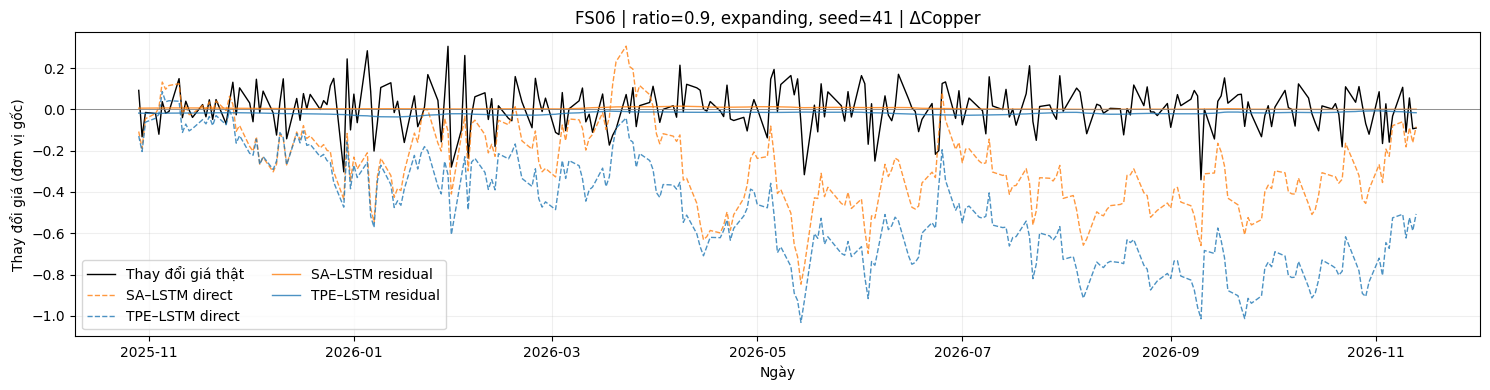 FS06 | ratio=0.9, expanding, seed=41 | ΔCopper
Thay đổi giá (đơn vị gốc)
0.2
0.0
−0.2
−0.4
−0.6
−0.8
−1.0
Thay đổi giá thật
SA–LSTM direct
TPE–LSTM direct
SA–LSTM residual
TPE–LSTM residual
2025-11
2026-01
2026-03
2026-05
2026-07
2026-09
2026-11
Ngày